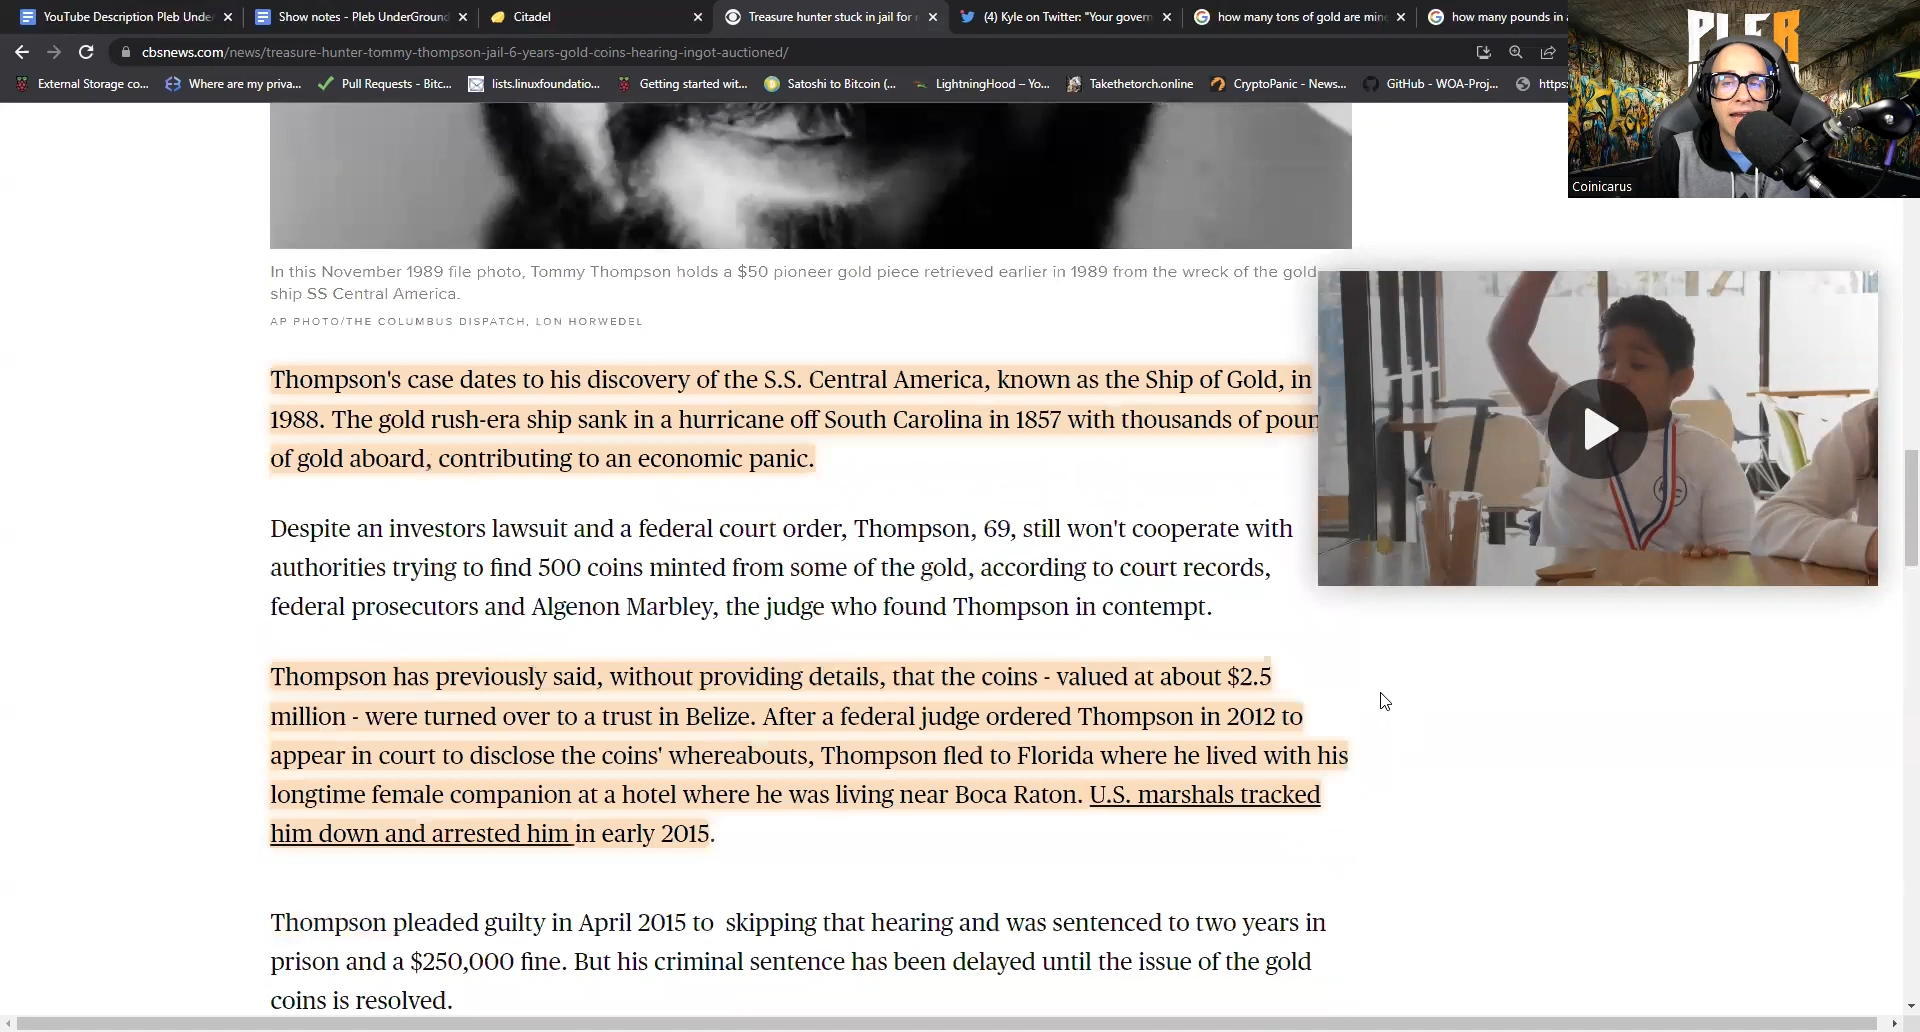 YouTube Description Pleb Unde
Show notes - Pleb UnderGroun
Citadel
Treasure hunter stuck in jail for
(4) Kyle on Twitter: "Your govern
how many tons of gold are mine
how many pounds in a
cbsnews.com/news/treasure-hunter-tommy-thompson-jail-6-years-gold-coins-hearing-ingot-auctioned/
External Storage co...
Where are my priva...
Pull Requests - Bitc...
lists.linuxfoundatio...
Getting started wit...
Satoshi to Bitcoin (...
LightningHood – Yo...
Takethetorch.online
CryptoPanic - News...
GitHub - WOA-Proj...
https
Coinicarus
In this November 1989 file photo, Tommy Thompson holds a $50 pioneer gold piece retrieved earlier in 1989 from the wreck of the gold
ship SS Central America.
AP PHOTO/THE COLUMBUS DISPATCH, LON HORWEDEL
Thompson's case dates to his discovery of the S.S. Central America, known as the Ship of Gold, in
1988. The gold rush-era ship sank in a hurricane off South Carolina in 1857 with thousands of poun
of gold aboard, contributing to an economic panic.
Despite an investors lawsuit and a federal court order, Thompson, 69, still won't cooperate with
authorities trying to find 500 coins minted from some of the gold, according to court records,
federal prosecutors and Algenon Marbley, the judge who found Thompson in contempt.
Thompson has previously said, without providing details, that the coins - valued at about $2.5
million - were turned over to a trust in Belize. After a federal judge ordered Thompson in 2012 to
appear in court to disclose the coins' whereabouts, Thompson fled to Florida where he lived with his
longtime female companion at a hotel where he was living near Boca Raton. U.S. marshals tracked
him down and arrested him in early 2015.
Thompson pleaded guilty in April 2015 to skipping that hearing and was sentenced to two years in
prison and a $250,000 fine. But his criminal sentence has been delayed until the issue of the gold
coins is resolved.